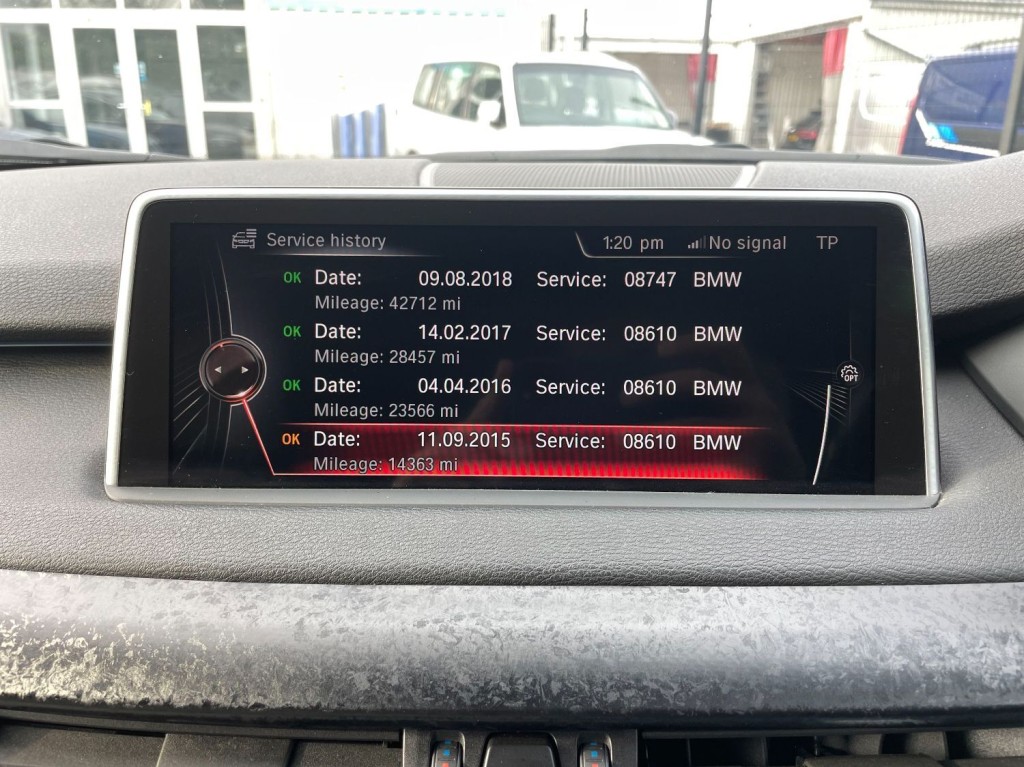 Service history 1:20 pm No signal TP
OK Date: 09.08.2018 Service: 08747 BMW
Mileage: 42712 mi
OK Date: 14.02.2017 Service: 08610 BMW
Mileage: 28457 mi
OK Date: 04.04.2016 Service: 08610 BMW
Mileage: 23566 mi
OPT
OK Date: 11.09.2015 Service: 08610 BMW
Mileage: 14363 mi